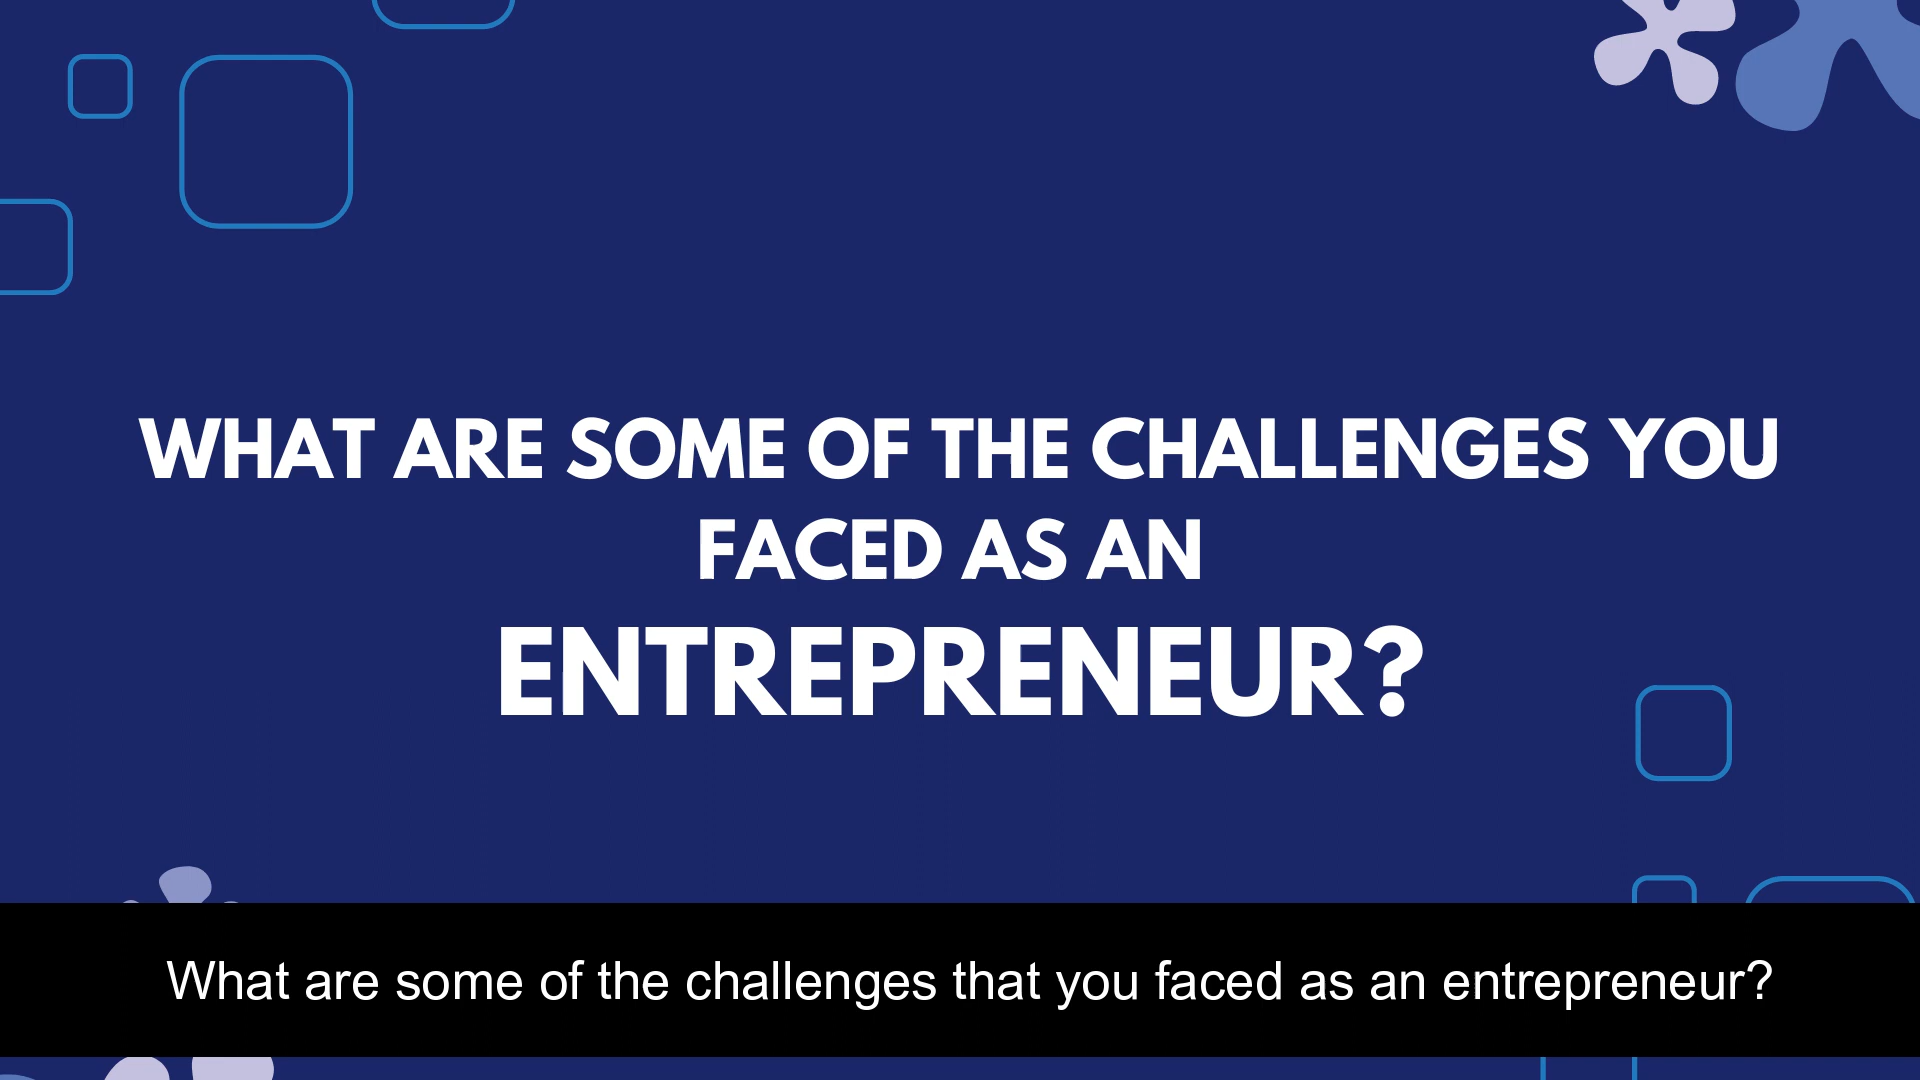 WHAT ARE SOME OF THE CHALLENGES YOU
FACED AS AN
ENTREPRENEUR?
What are some of the challenges that you faced as an entrepreneur?